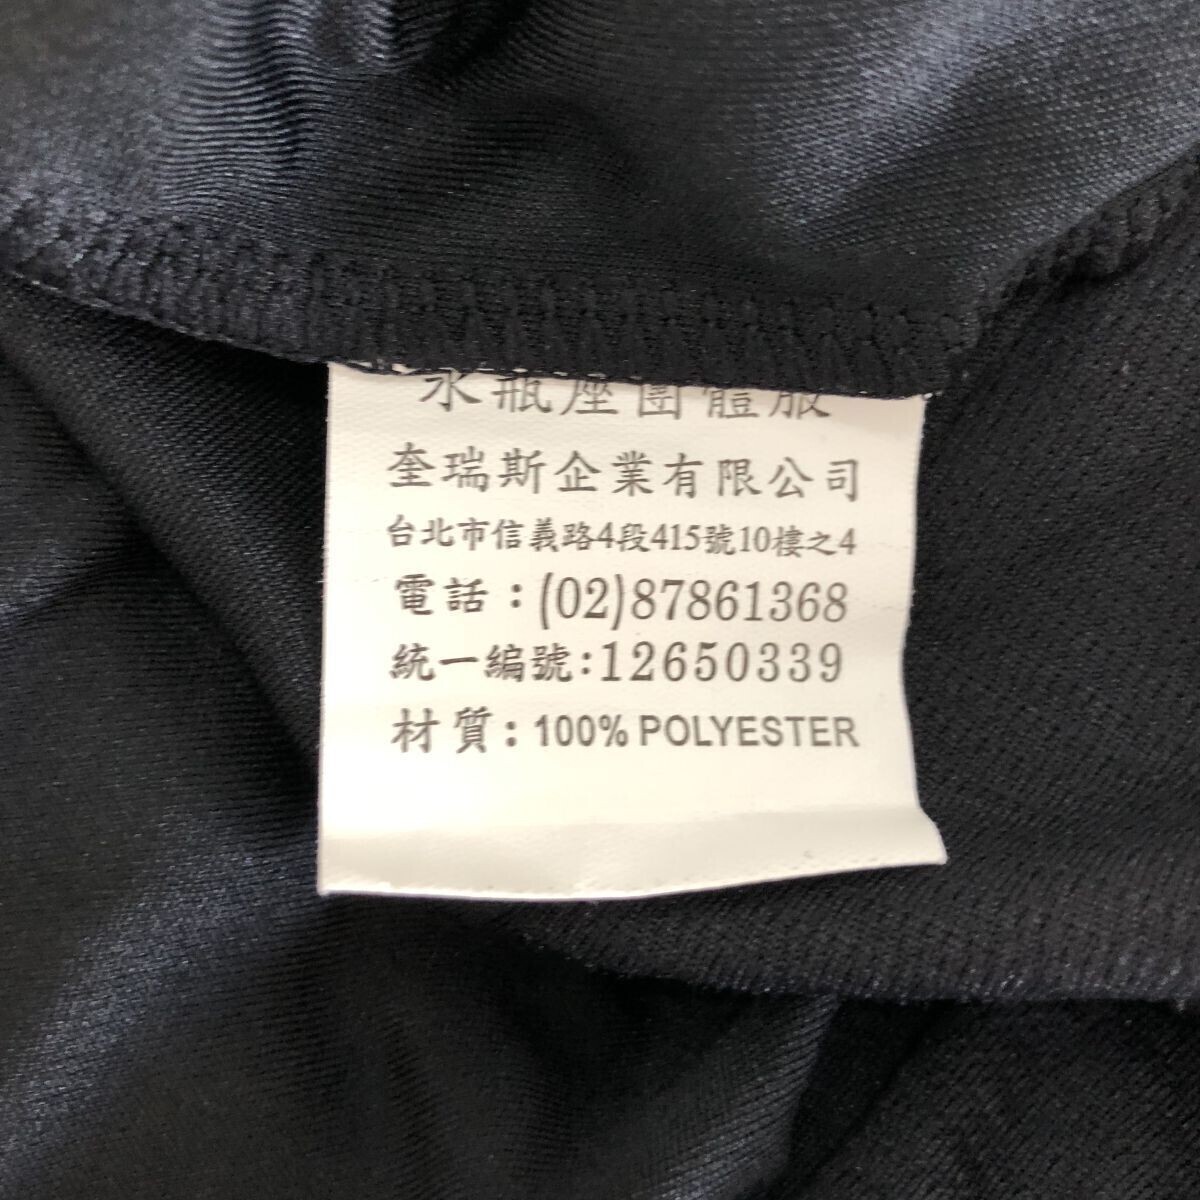 水瓶座團體服
奎瑞斯企業有限公司
台北市信義路4段415號10樓之4
電話：(02)87861368
統一編號:12650339
材質：100% POLYESTER